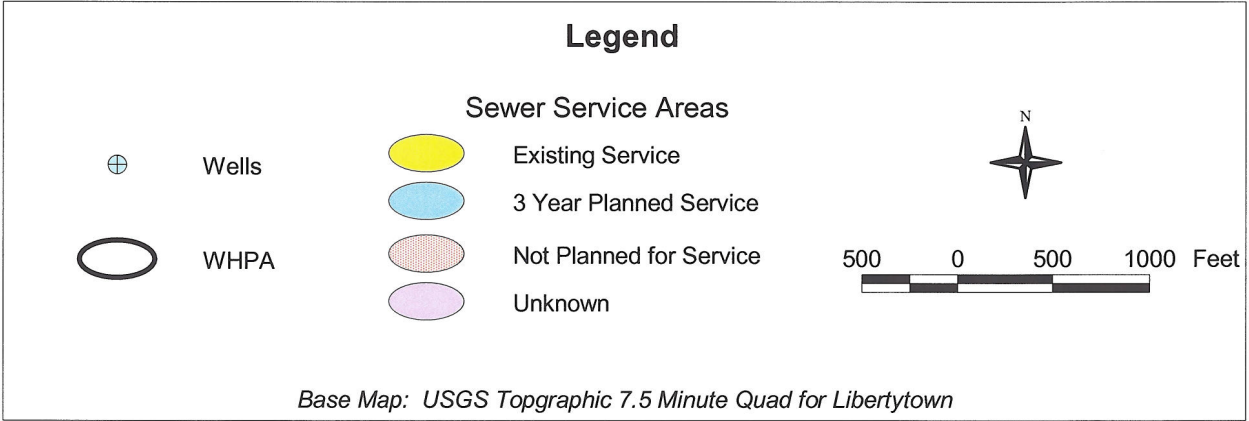 Legend
Sewer Service Areas
N
Existing Service
Wells
3 Year Planned Service
Not Planned for Service
WHPA
500 0 500 1000 Feet
Unknown
Base Map: USGS Topgraphic 7.5 Minute Quad for Libertytown